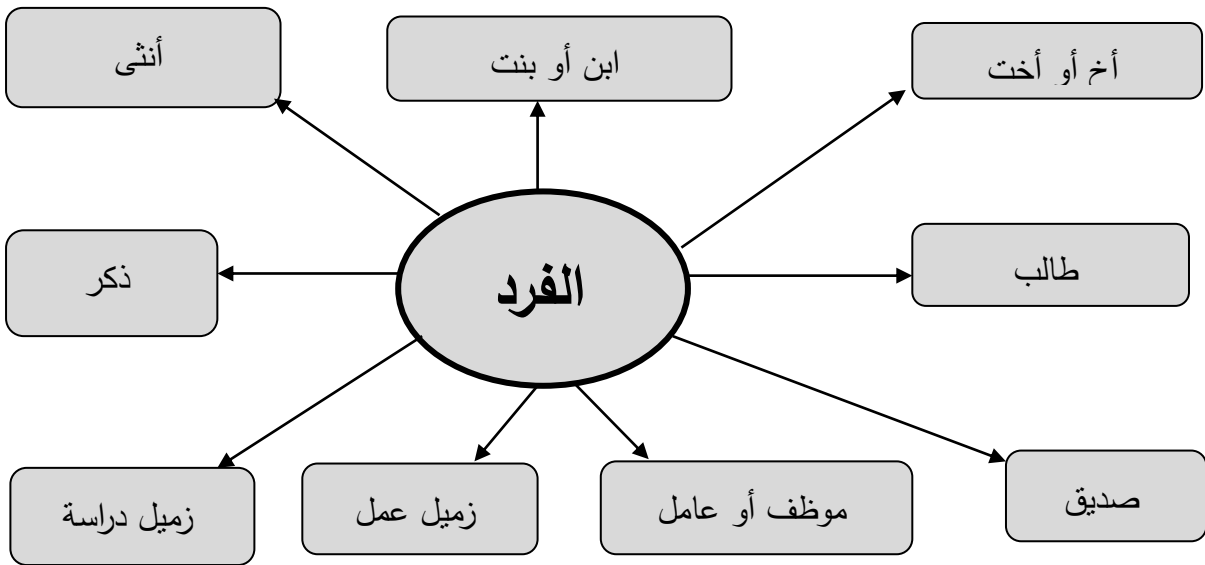 أخ أو أخت
ابن أو بنت
أنثى
طالب
الفرد
ذكر
صديق
موظف أو عامل
زميل عمل
زميل دراسة